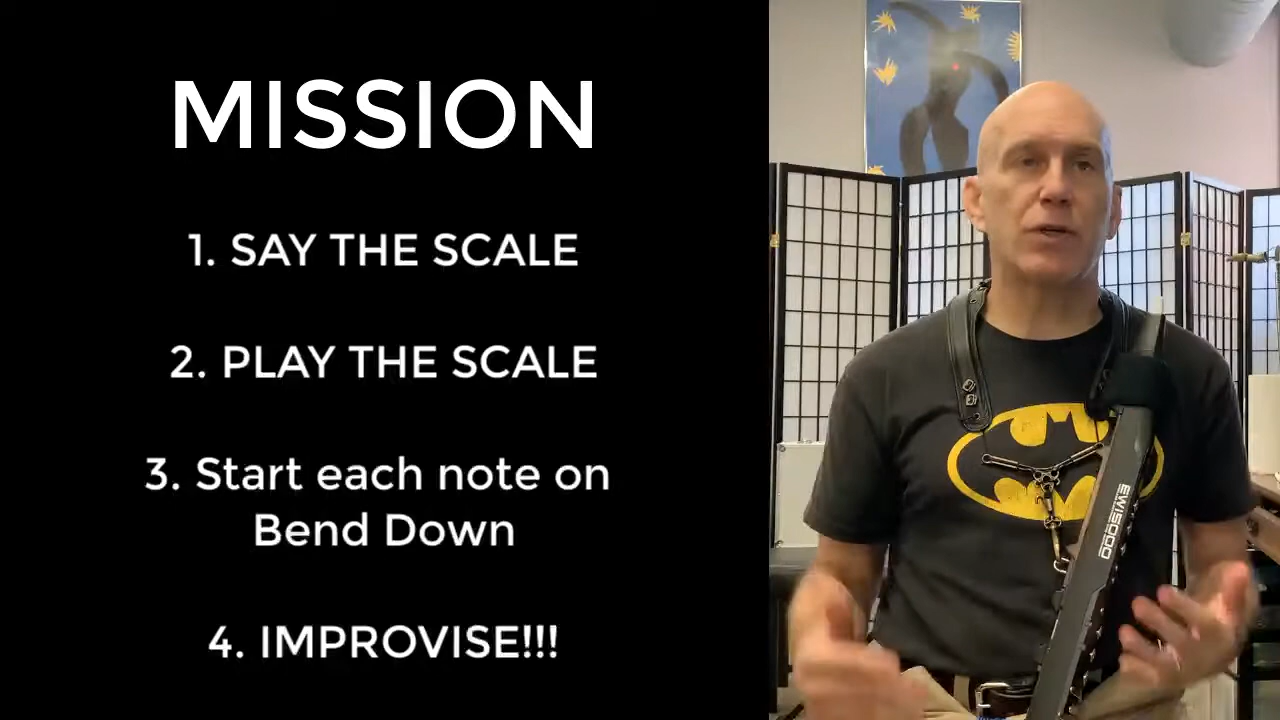 MISSION
1. SAY THE SCALE
2. PLAY THE SCALE
3. Start each note on
Bend Down
4. IMPROVISE!!!
EWI5000